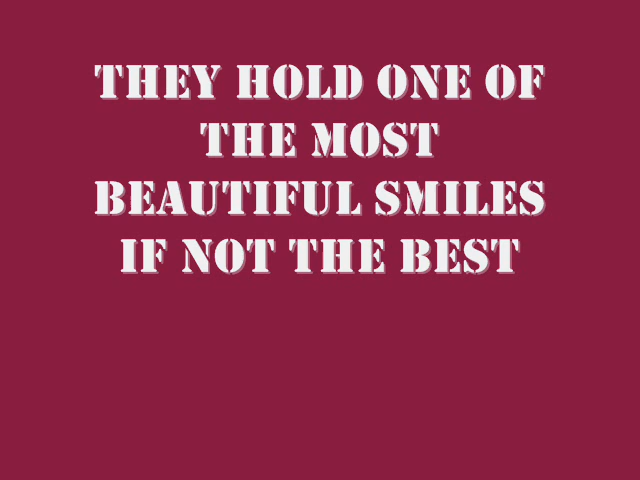 THEY HOLD ONE OF
THE MOST
BEAUTIFUL SMILES
IF NOT THE BEST